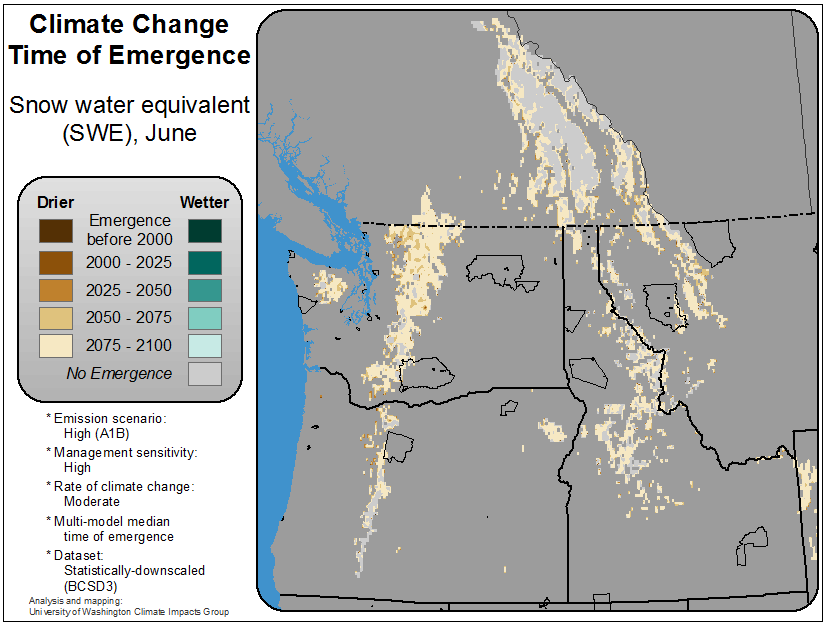 Climate Change
Time of Emergence
Snow water equivalent
(SWE), June
Drier Wetter
Emergence
before 2000
2000 - 2025
2025 - 2050
2050 - 2075
2075 - 2100
No Emergence
* Emission scenario:
High (A1B)
* Management sensitivity:
High
* Rate of climate change:
Moderate
* Multi-model median
time of emergence
* Dataset:
Statistically-downscaled
(BCSD3)
Analysis and mapping:
University of Washington Climate Impacts Group